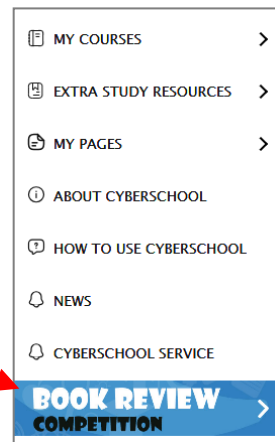 MY COURSES
EXTRA STUDY RESOURCES
MY PAGES
ABOUT CYBERSCHOOL
HOW TO USE CYBERSCHOOL
NEWS
CYBERSCHOOL SERVICE
BOOK REVIEW
COMPETITION